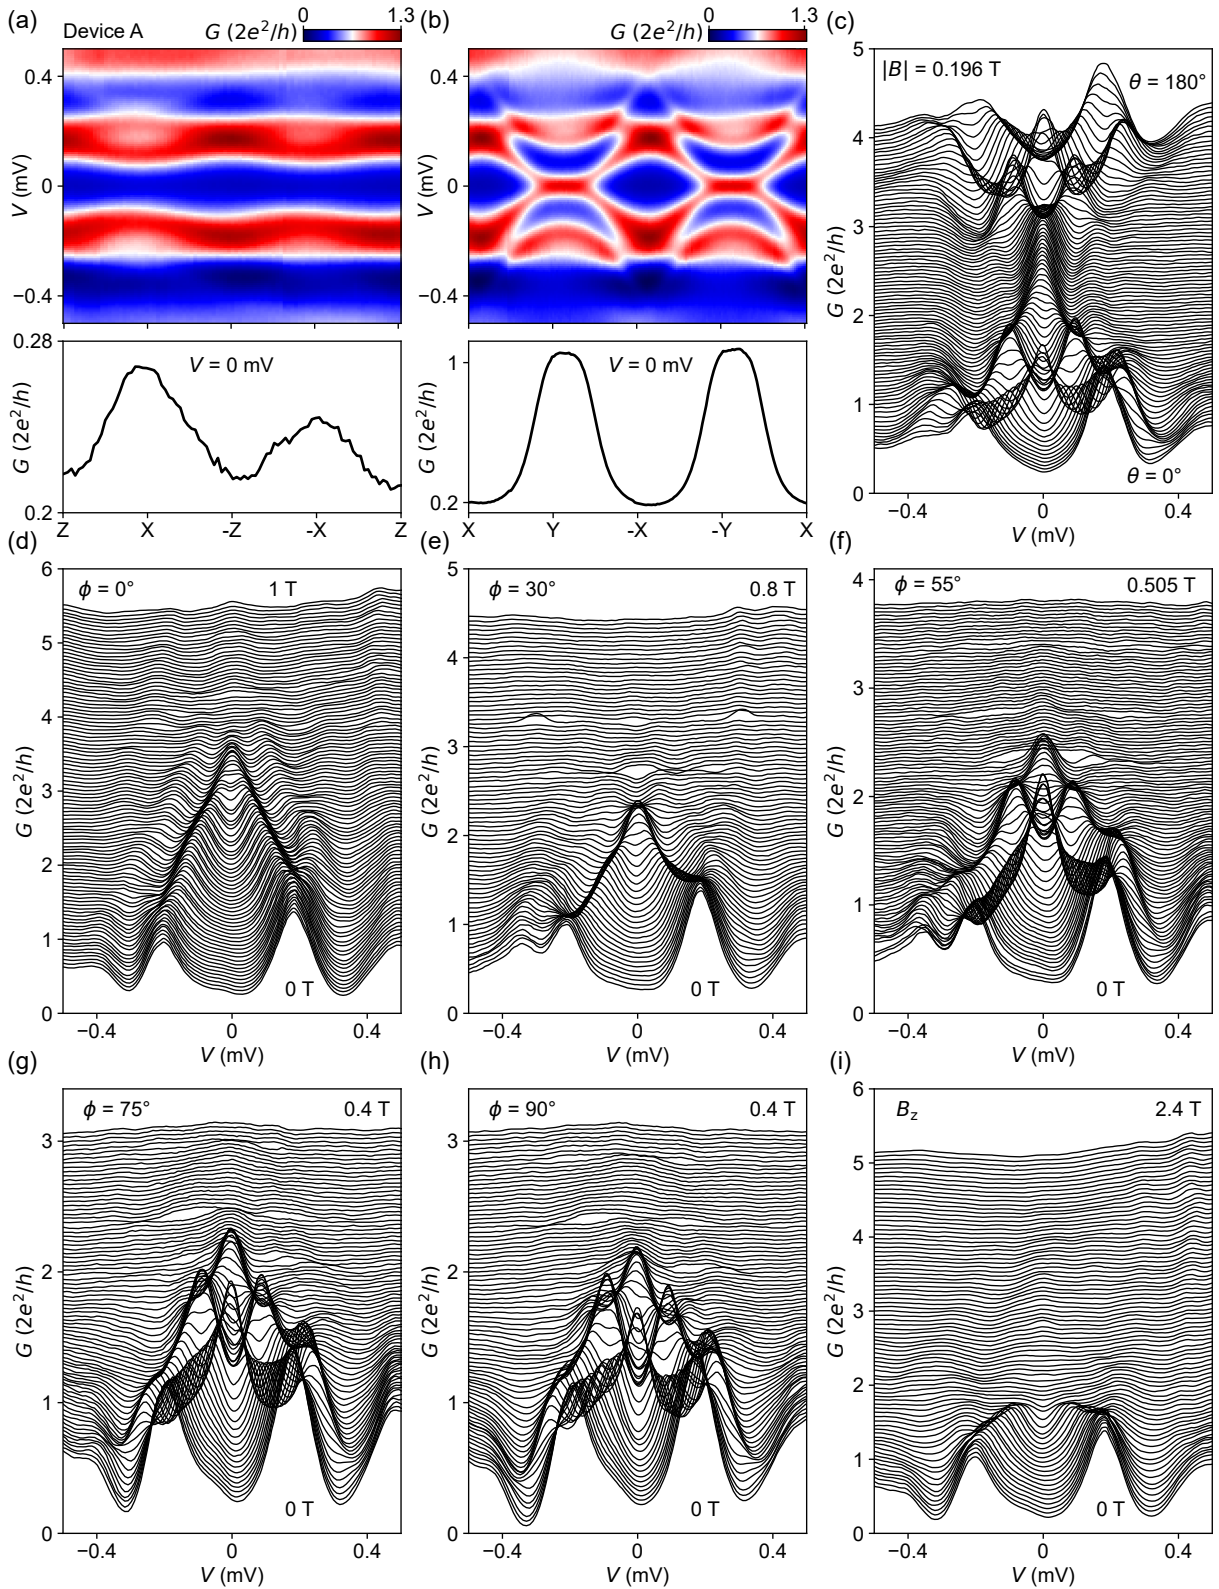 (a)
Device A
G (2e²/h)
0
1.3
V (mV)
0.4
0
−0.4
V = 0 mV
G (2e²/h)
0.28
0.2
Z
X
-Z
-X
Z
(b)
G (2e²/h)
0
1.3
V (mV)
0.4
0
−0.4
V = 0 mV
G (2e²/h)
1
0.2
X
Y
-X
-Y
X
(c)
|B| = 0.196 T
θ = 180°
θ = 0°
G (2e²/h)
5
4
3
2
1
0
−0.4
0
0.4
V (mV)
(d)
ϕ = 0°
1 T
0 T
G (2e²/h)
6
5
4
3
2
1
0
−0.4
0
0.4
V (mV)
(e)
ϕ = 30°
0.8 T
0 T
G (2e²/h)
5
4
3
2
1
0
−0.4
0
0.4
V (mV)
(f)
ϕ = 55°
0.505 T
0 T
G (2e²/h)
4
3
2
1
0
−0.4
0
0.4
V (mV)
(g)
ϕ = 75°
0.4 T
0 T
G (2e²/h)
3
2
1
0
−0.4
0
0.4
V (mV)
(h)
ϕ = 90°
0.4 T
0 T
G (2e²/h)
3
2
1
0
−0.4
0
0.4
V (mV)
(i)
B_z
2.4 T
0 T
G (2e²/h)
6
5
4
3
2
1
0
−0.4
0
0.4
V (mV)